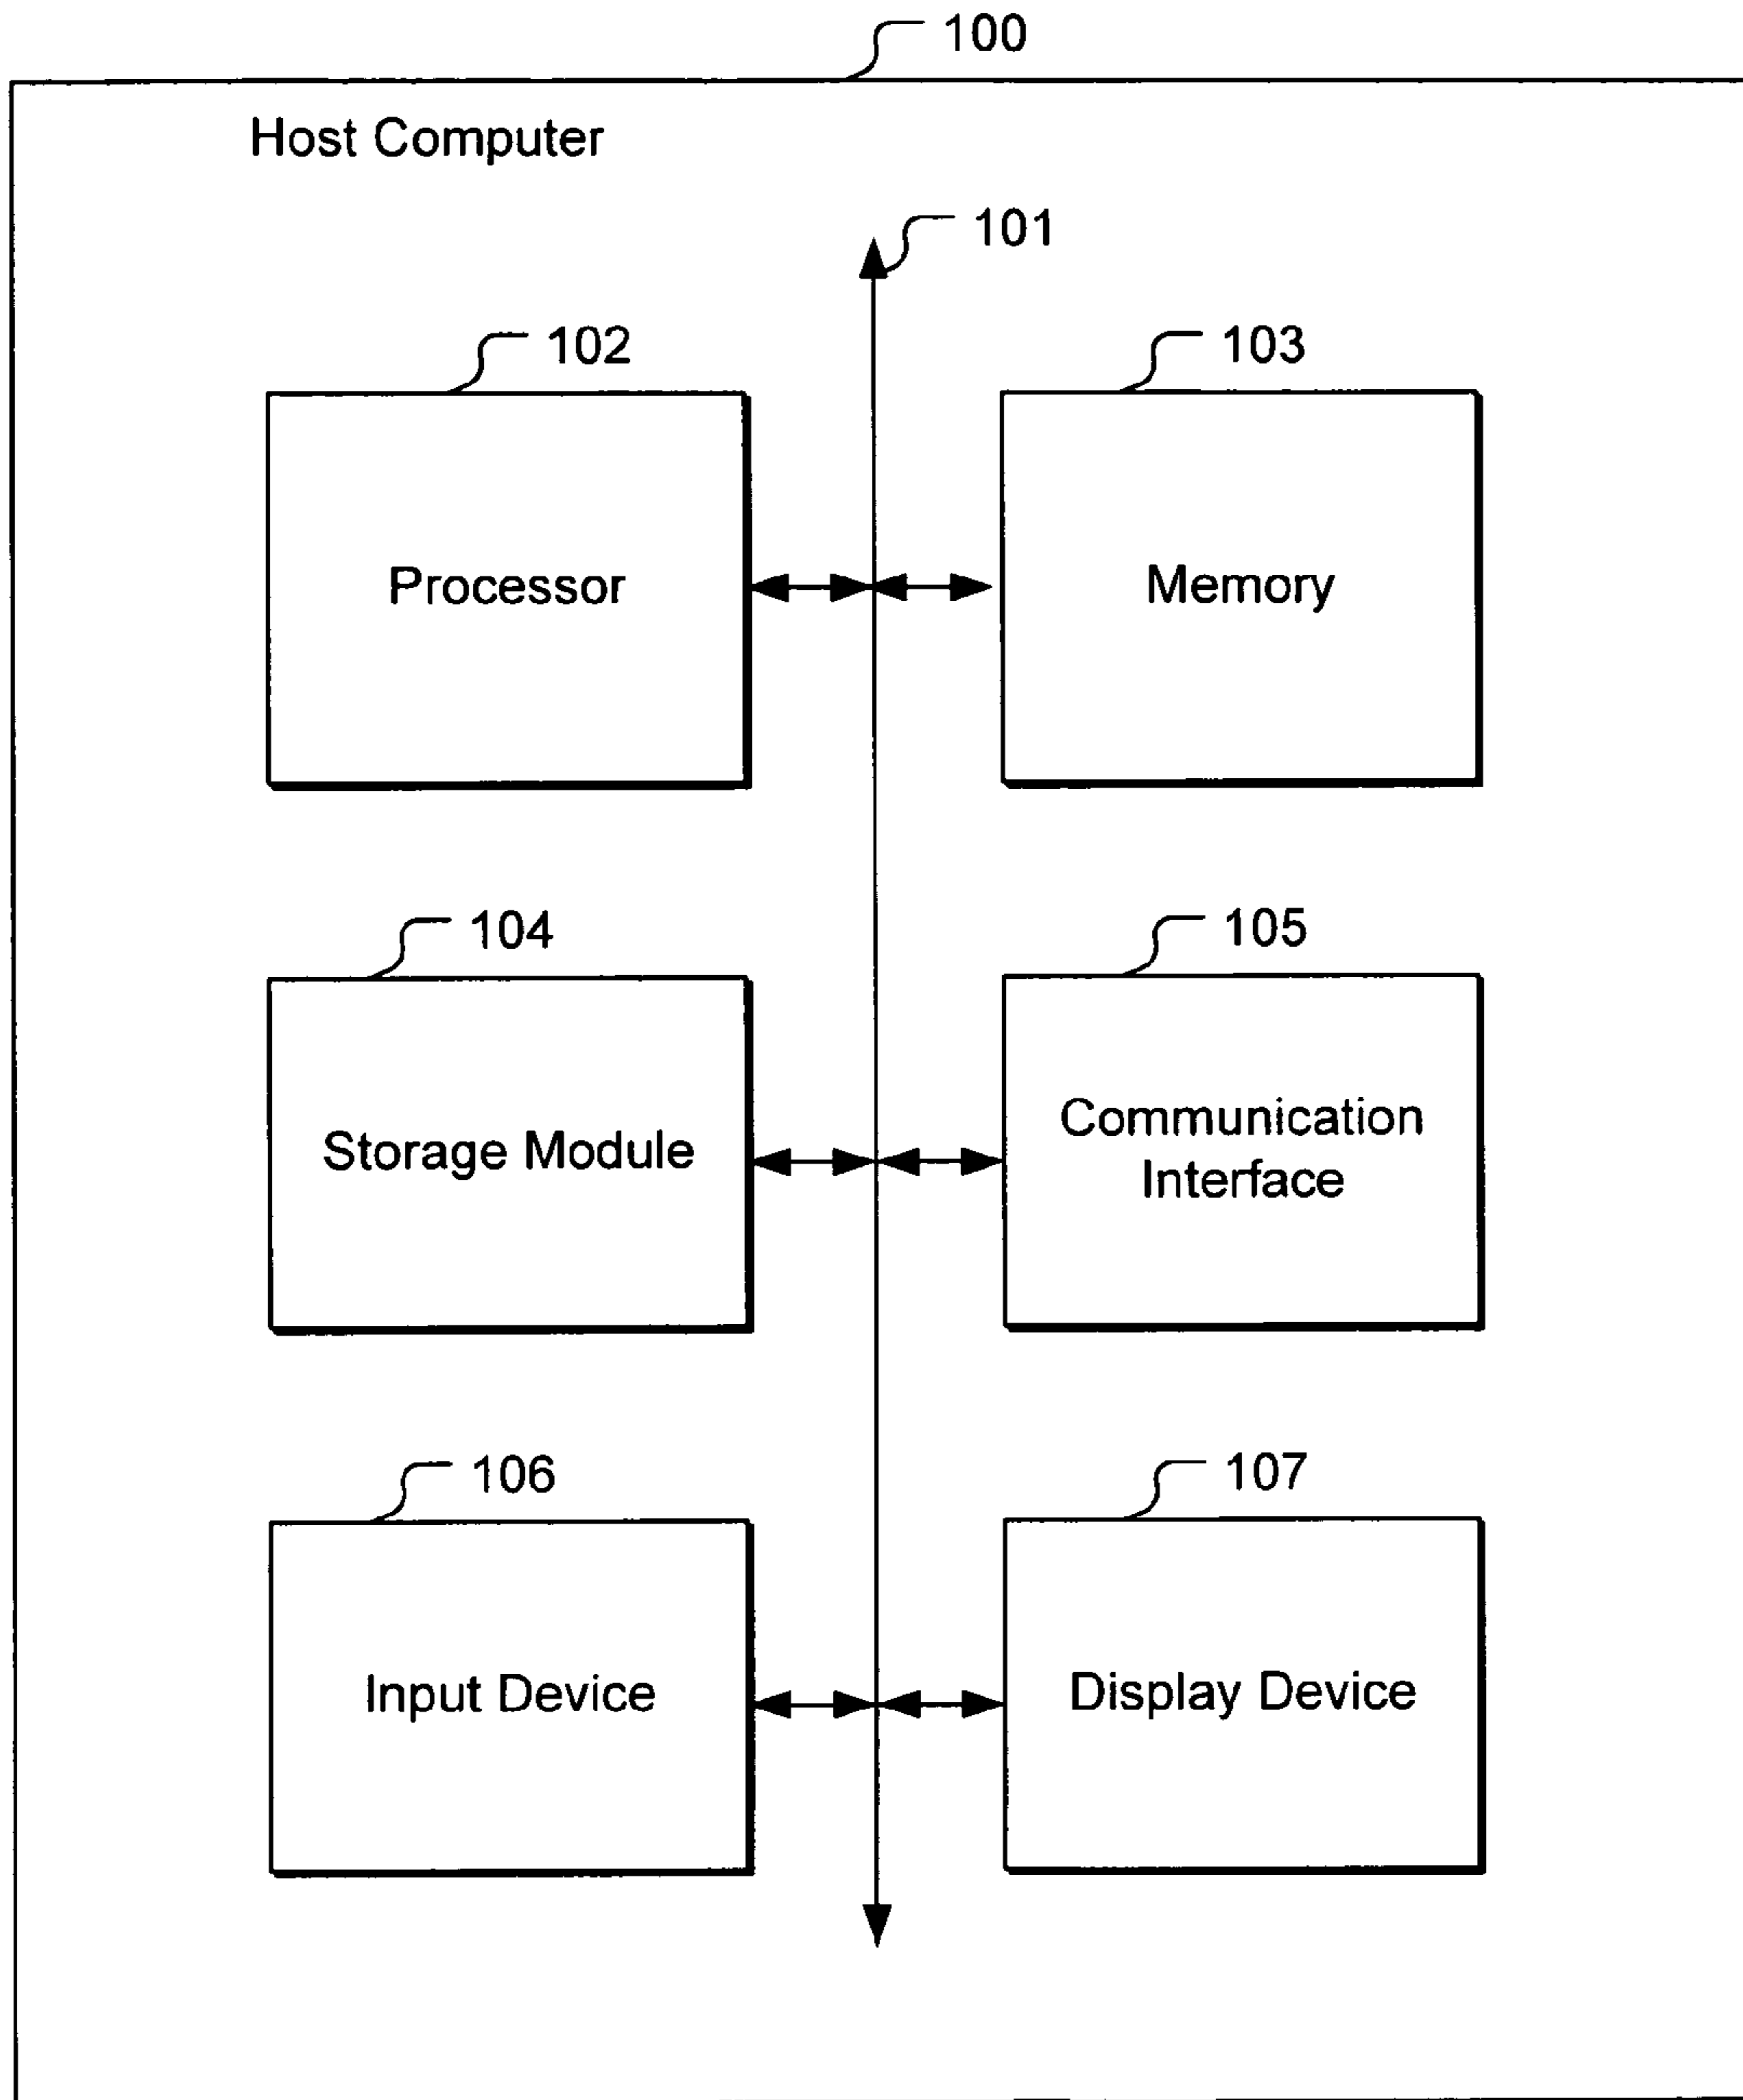 100
Host Computer
101
102
103
Processor
Memory
104
105
Storage Module
Communication
Interface
106
107
Input Device
Display Device